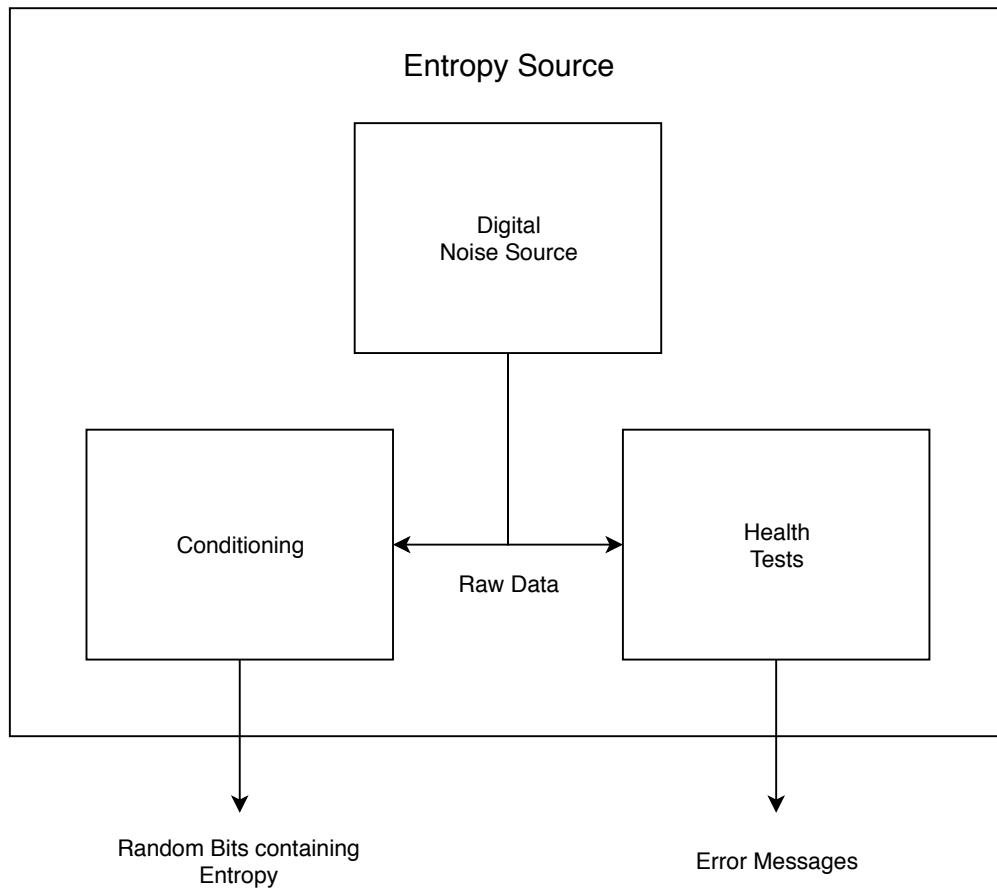 Entropy Source
Digital
Noise Source
Conditioning
Health
Tests
Raw Data
Random Bits containing
Entropy
Error Messages